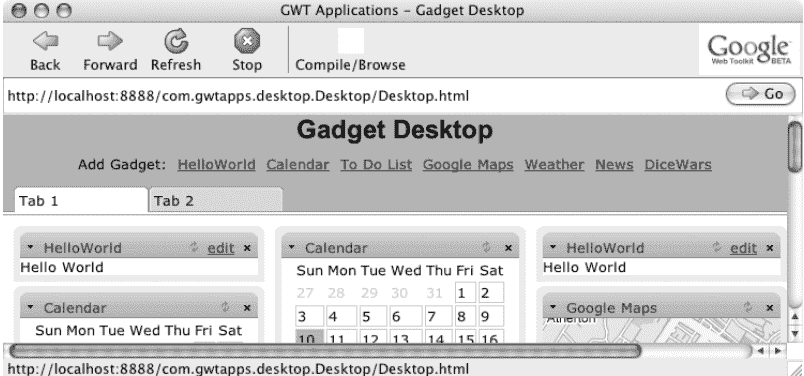 GWT Applications – Gadget Desktop
Back Forward Refresh Stop Compile/Browse
Google
Web Toolkit BETA
http://localhost:8888/com.gwtapps.desktop.Desktop/Desktop.html Go
Gadget Desktop
Add Gadget: HelloWorld Calendar To Do List Google Maps Weather News DiceWars
Tab 1 Tab 2
HelloWorld edit ×
Hello World
Calendar ×
Sun Mon Tue Wed Thu Fri Sat
Calendar ×
Sun Mon Tue Wed Thu Fri Sat
27 28 29 30 31 1 2
3 4 5 6 7 8 9
10 11 12 13 14 15 16
HelloWorld edit ×
Hello World
Google Maps ×
Atherton
http://localhost:8888/com.gwtapps.desktop.Desktop/Desktop.html